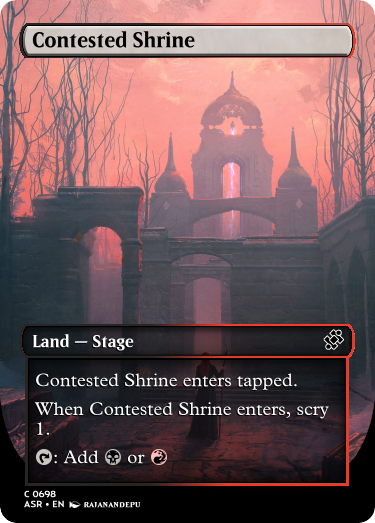 Contested Shrine
Land — Stage
Contested Shrine enters tapped.
When Contested Shrine enters, scry
1.
: Add or
C 0698
ASR • EN RAJANANDEPU